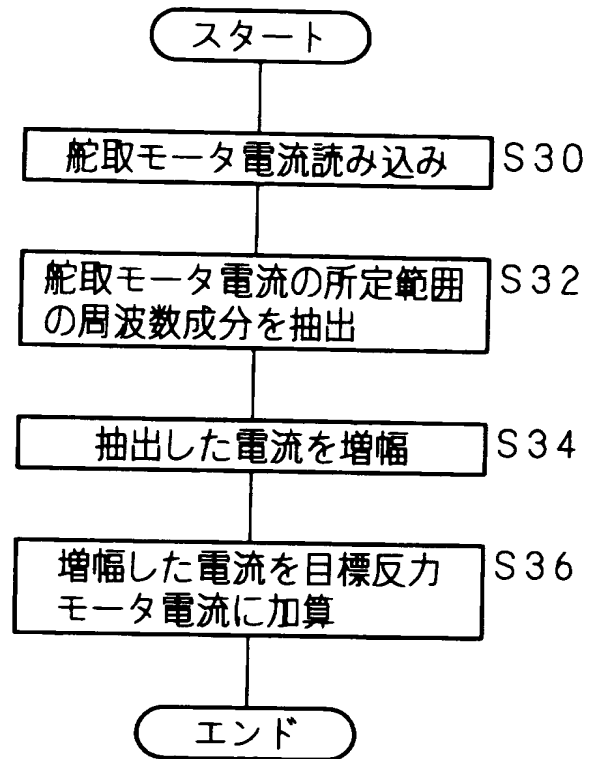 スタート
舵取モータ電流読み込み S30
舵取モータ電流の所定範囲 S32
の周波数成分を抽出
抽出した電流を増幅 S34
増幅した電流を目標反力 S36
モータ電流に加算
エンド